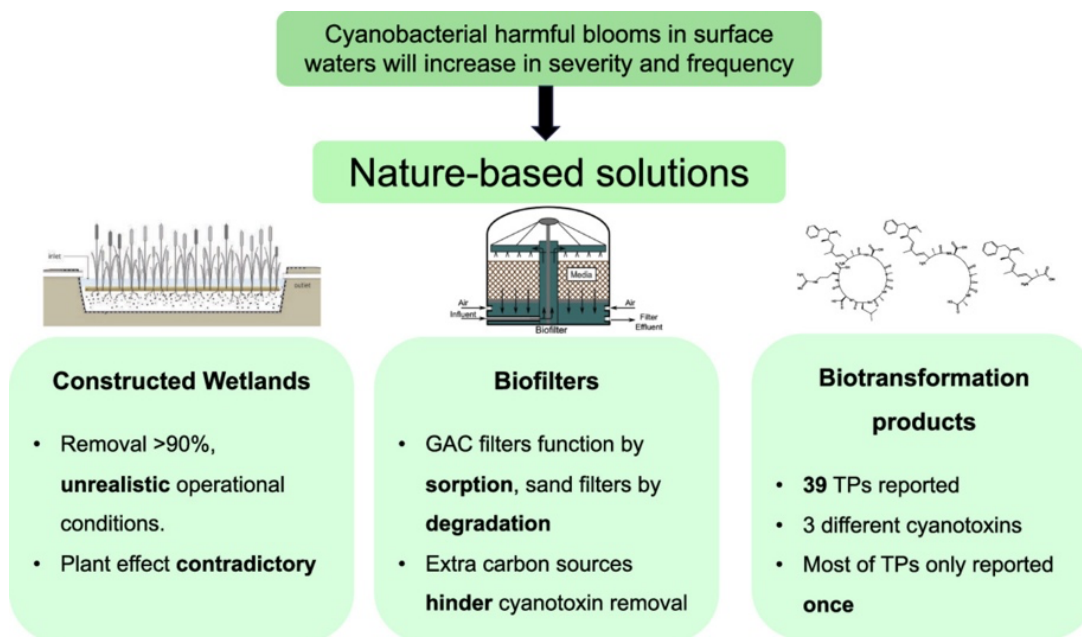 Cyanobacterial harmful blooms in surface
waters will increase in severity and frequency
Nature-based solutions
inlet
outlet
Media
Air
Influent
Biofilter
Air
Filter
Effluent
Constructed Wetlands
• Removal >90%,
unrealistic operational
conditions.
• Plant effect contradictory
Biofilters
• GAC filters function by
sorption, sand filters by
degradation
• Extra carbon sources
hinder cyanotoxin removal
Biotransformation
products
• 39 TPs reported
• 3 different cyanotoxins
• Most of TPs only reported
once